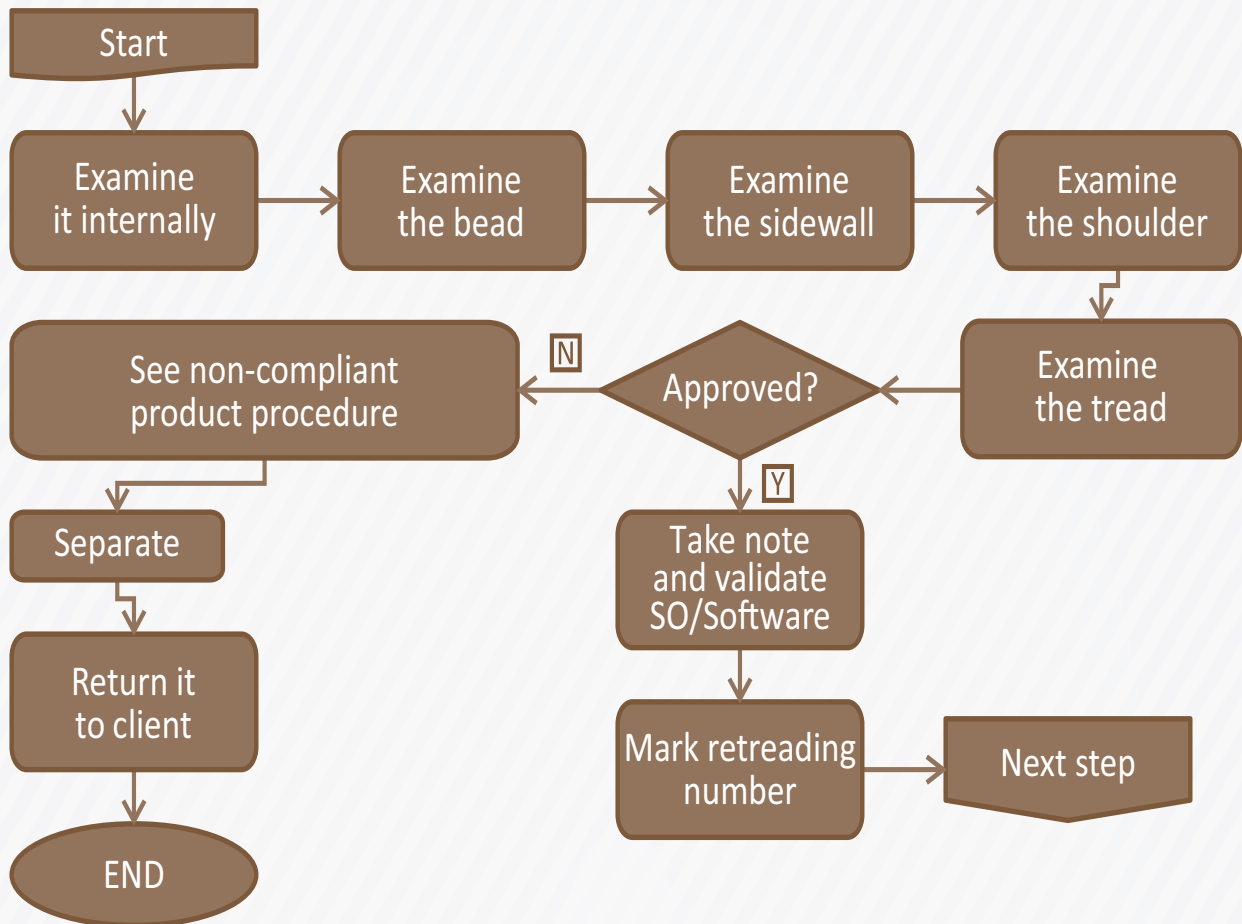 Start
Examine
it internally
Examine
the bead
Examine
the sidewall
Examine
the shoulder
See non-compliant
product procedure
N
Approved?
Examine
the tread
Y
Separate
Take note
and validate
SO/Software
Return it
to client
Mark retreading
number
Next step
END